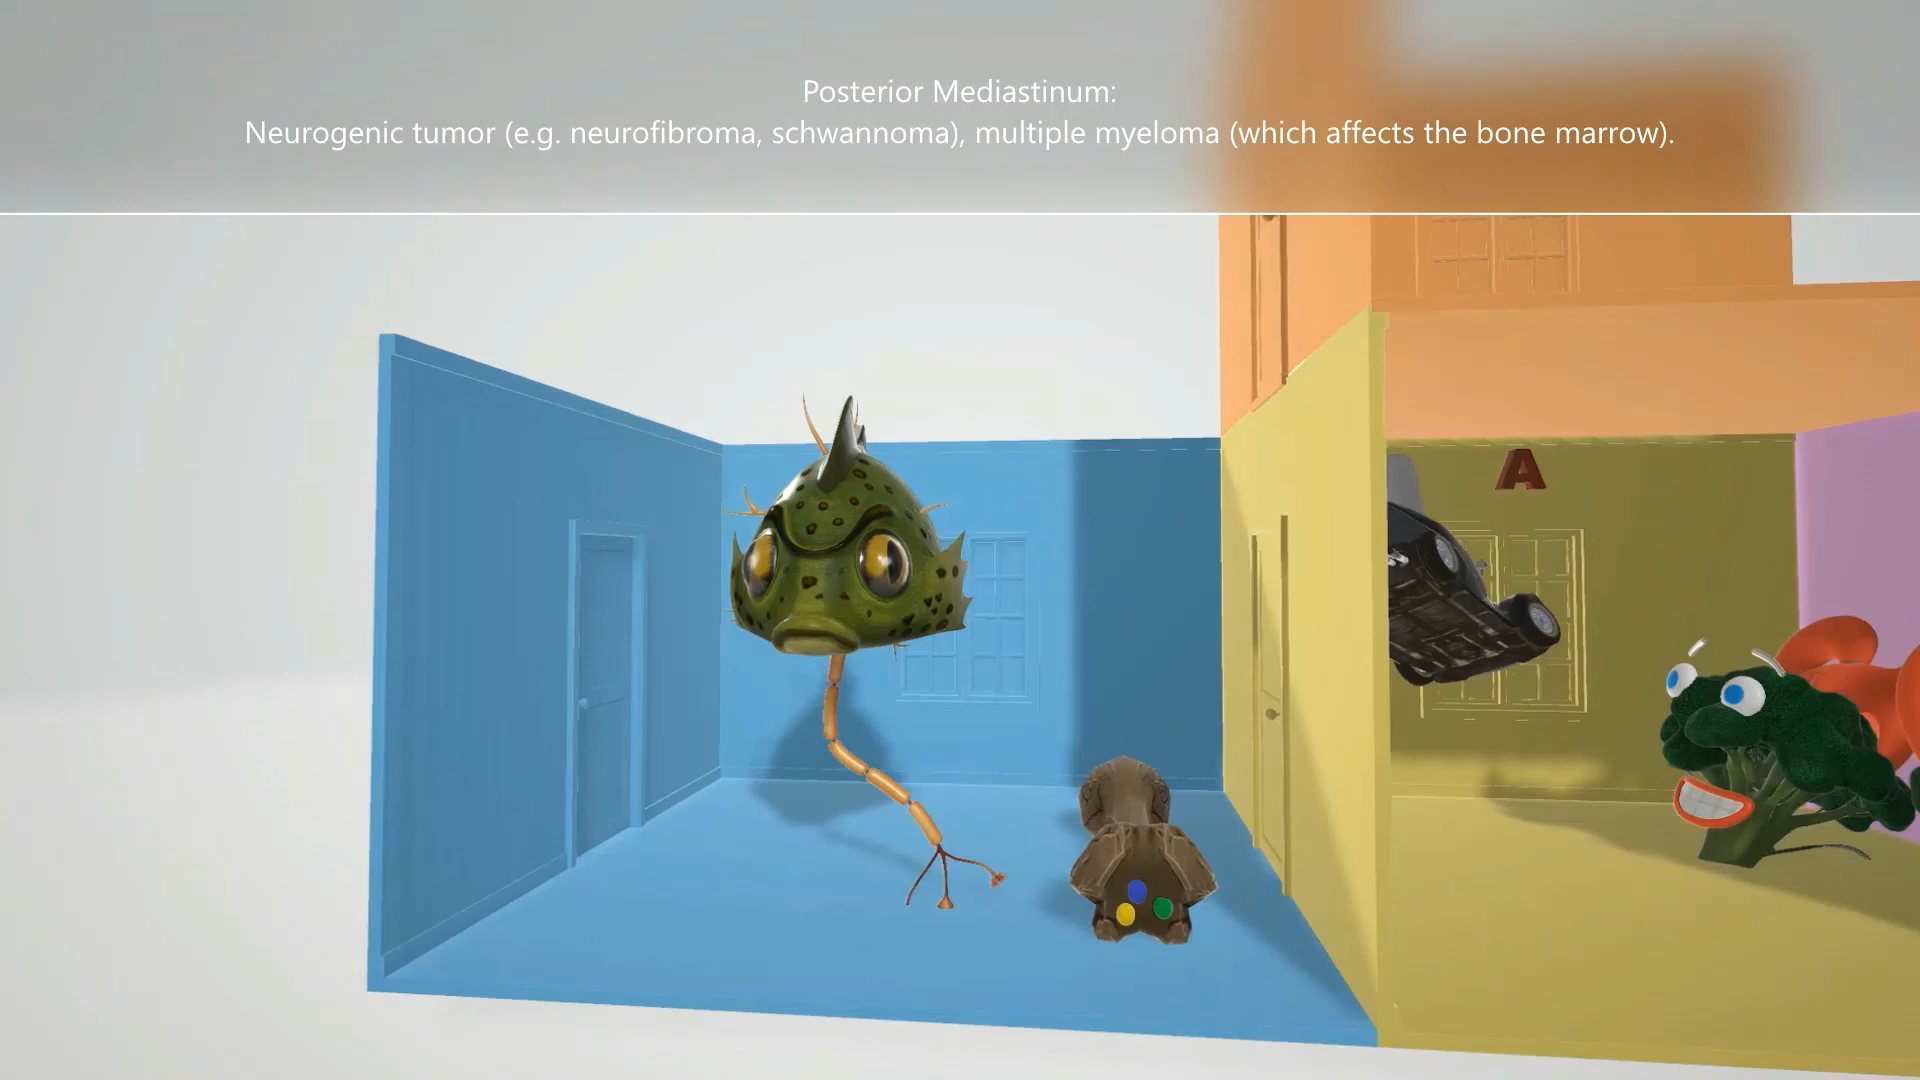 Posterior Mediastinum:
Neurogenic tumor (e.g. neurofibroma, schwannoma), multiple myeloma (which affects the bone marrow).
A